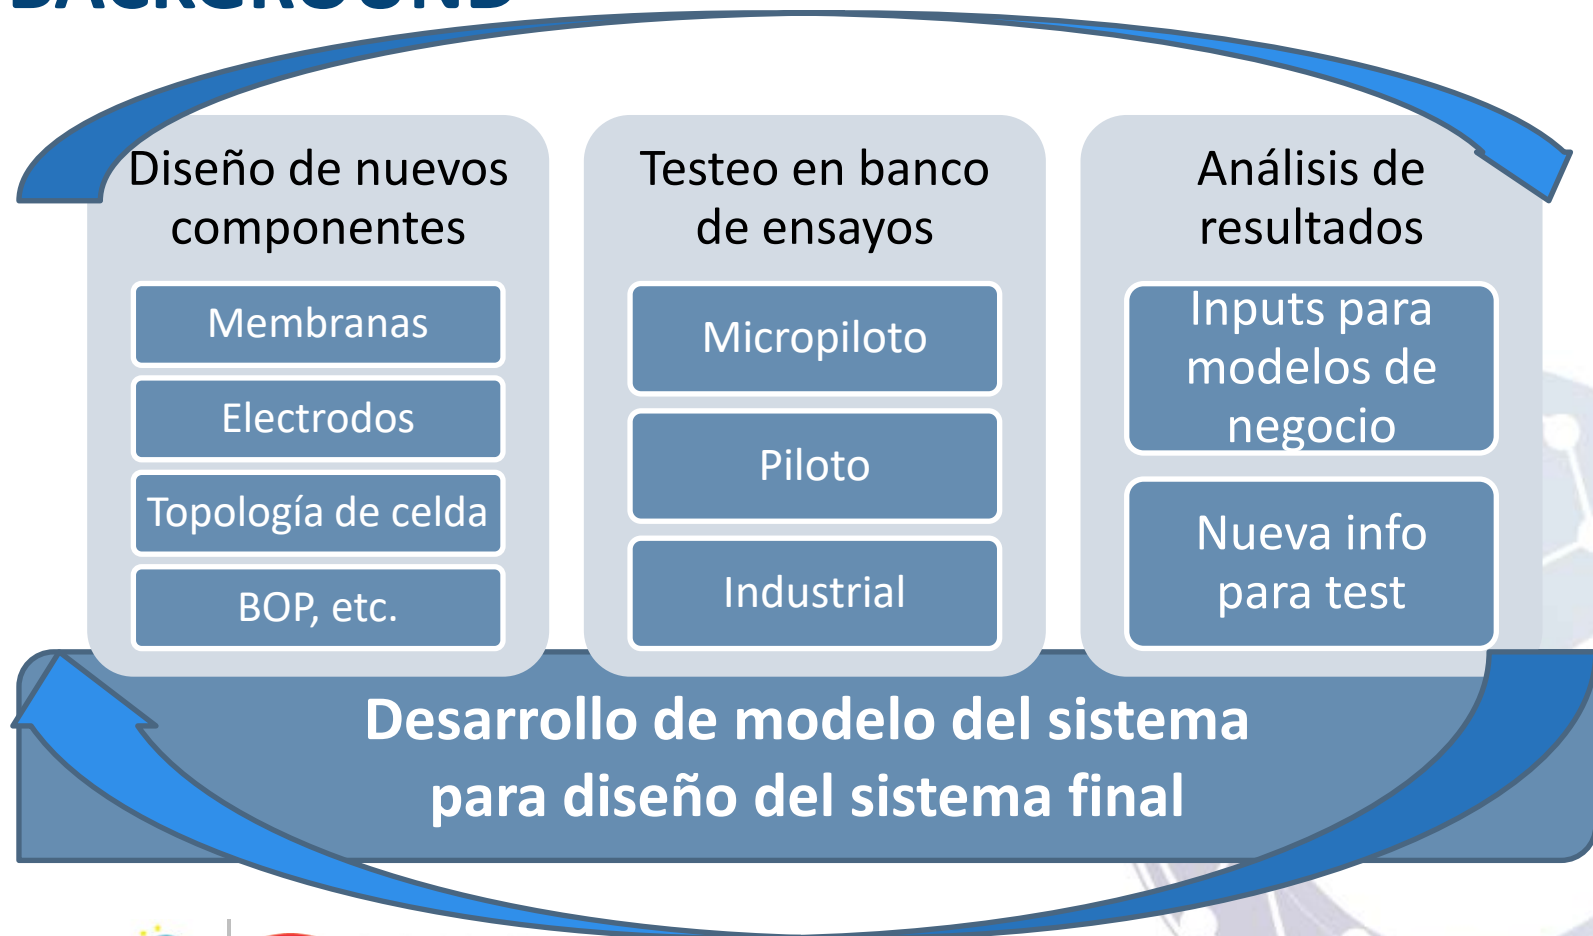 BACKGROUND
Diseño de nuevos
componentes
Membranas
Electrodos
Topología de celda
BOP, etc.
Testeo en banco
de ensayos
Micropiloto
Piloto
Industrial
Análisis de
resultados
Inputs para
modelos de
negocio
Nueva info
para test
Desarrollo de modelo del sistema
para diseño del sistema final